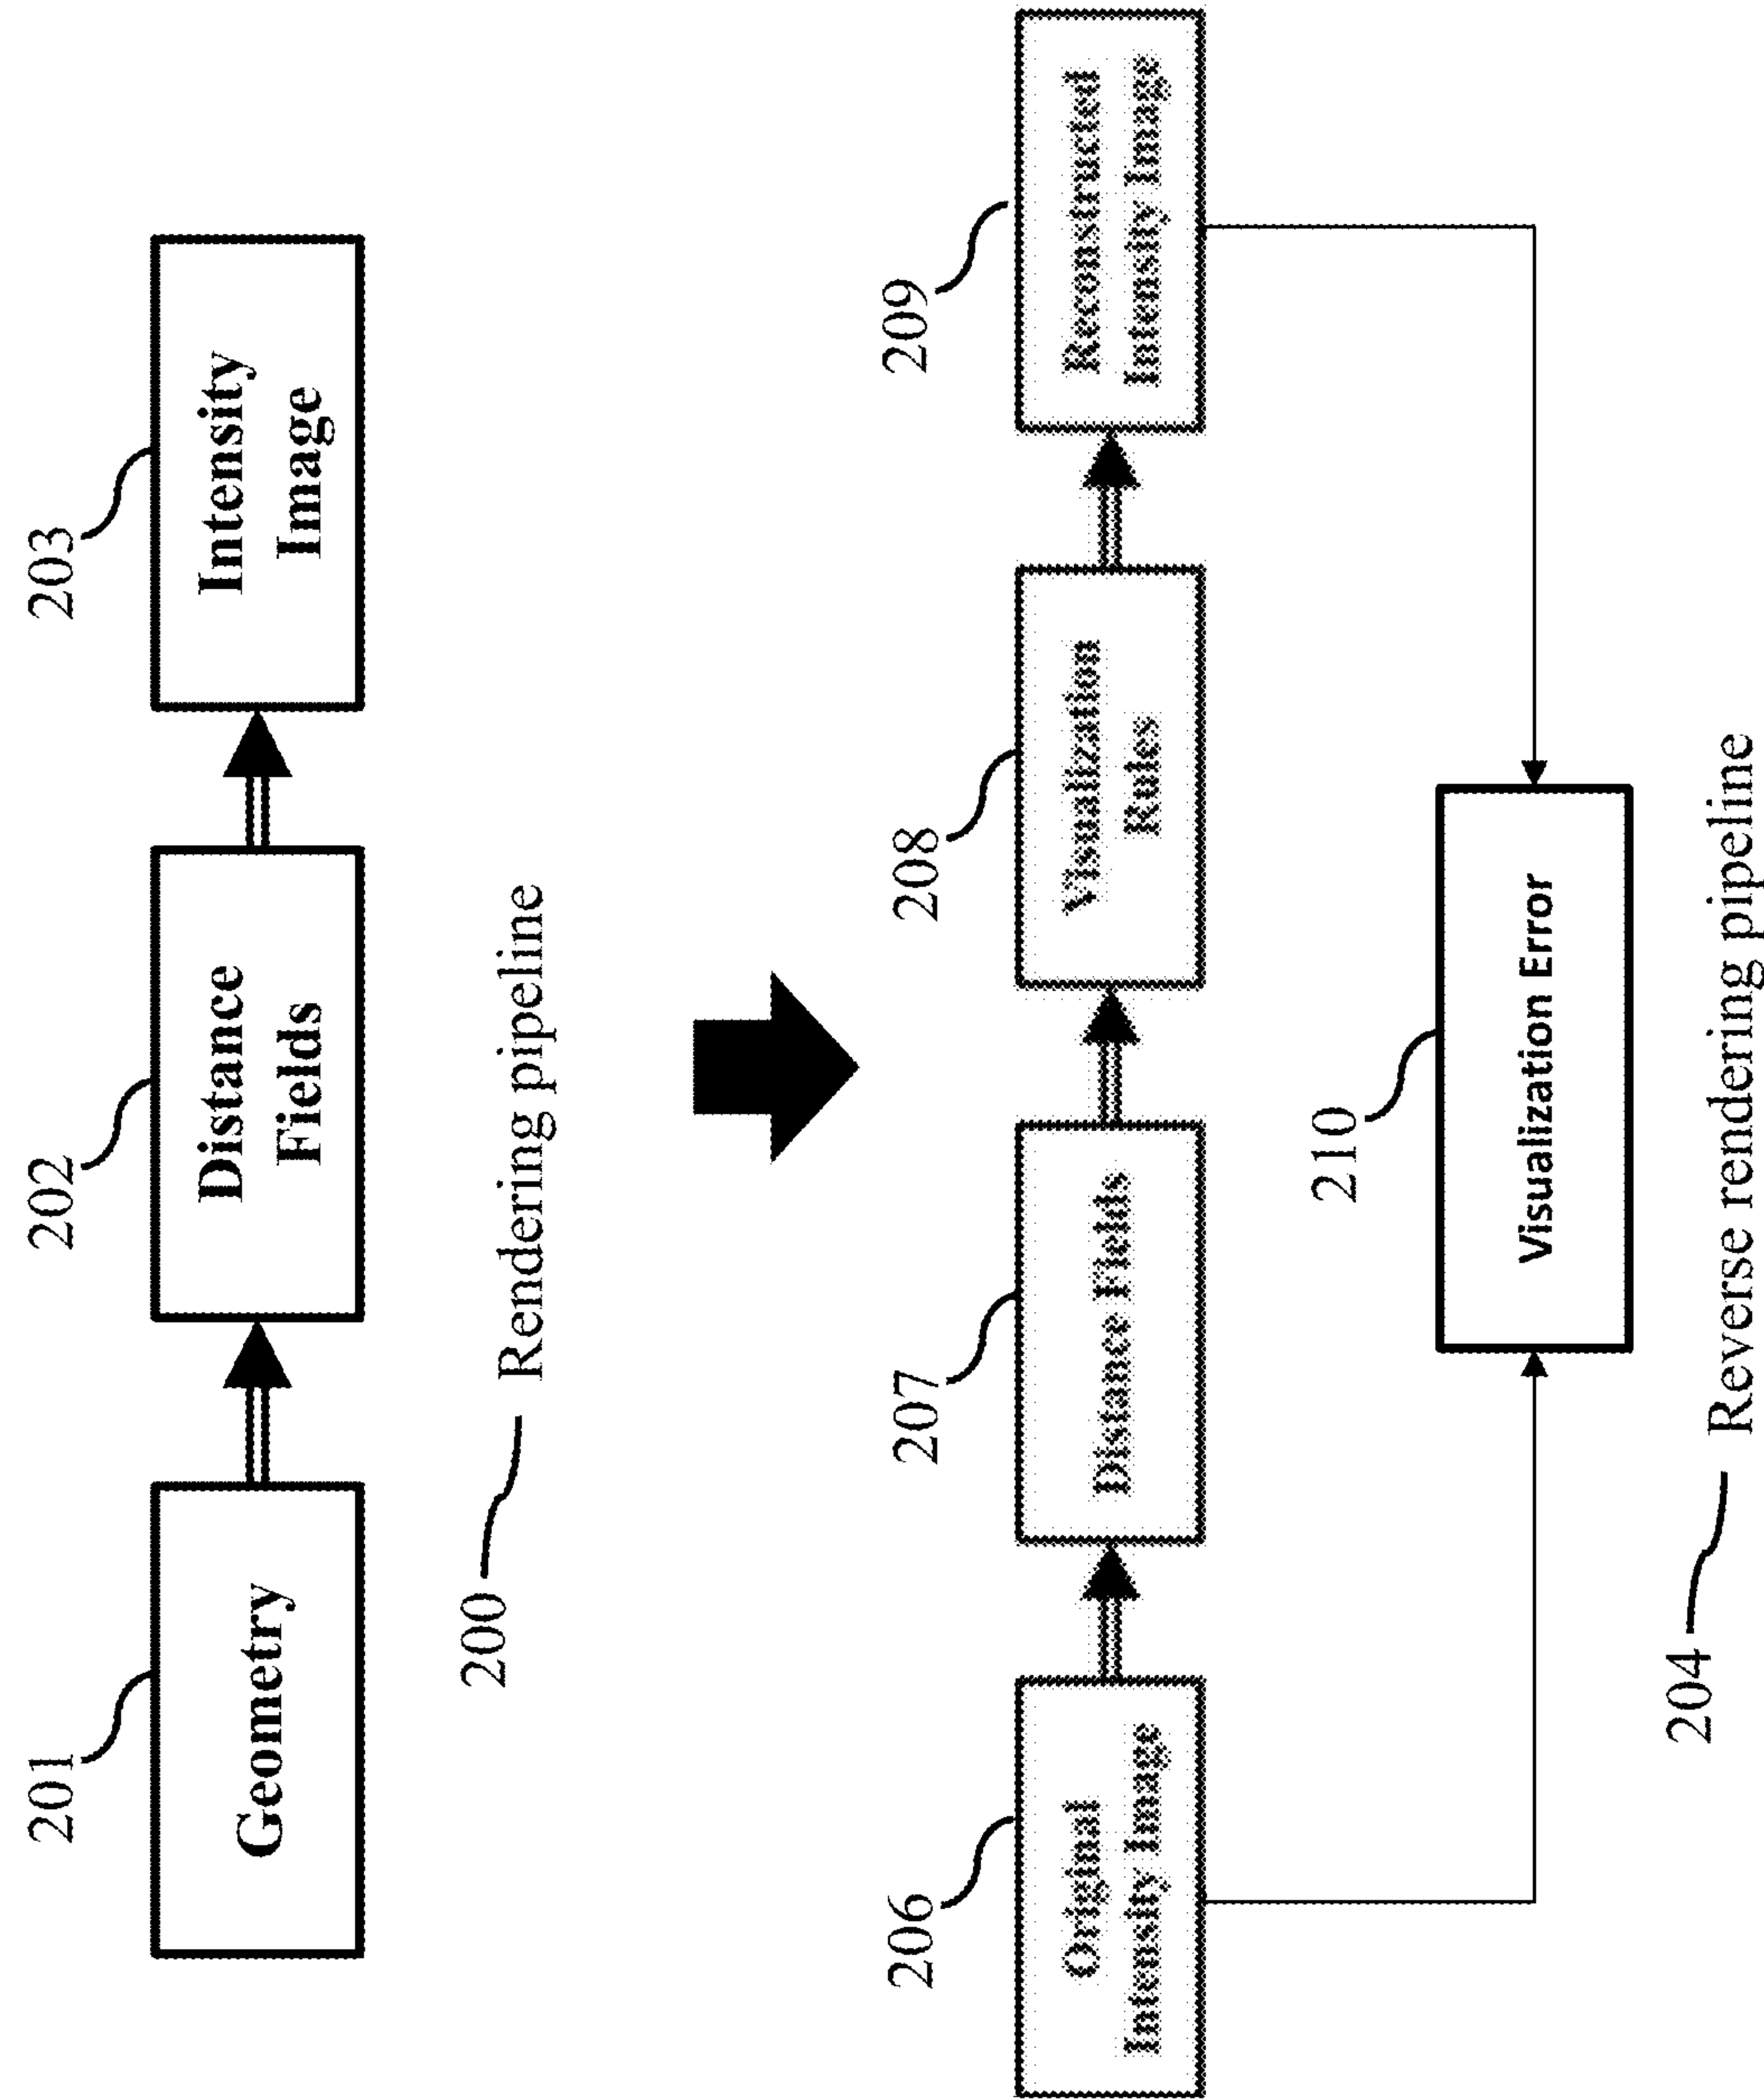 201
202
203
Geometry
Distance
Fields
Intensity
Image
200
Rendering pipeline
206
207
208
209
Original
Intensity Image
Distance Fields
Visualization
Rules
Reconstructed
Intensity Image
210
Visualization Error
204
Reverse rendering pipeline